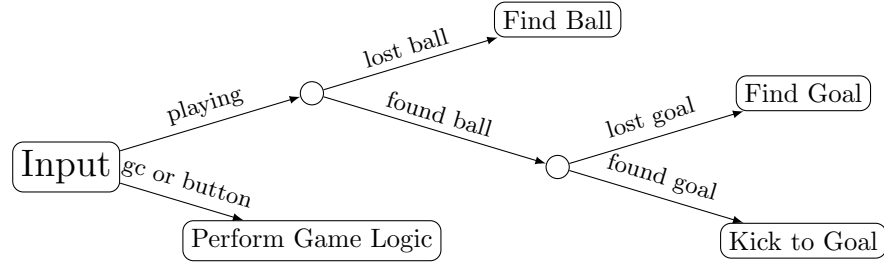 Find Ball
lost ball
playing
found ball
Find Goal
lost goal
Input
gc or button
found goal
Perform Game Logic
Kick to Goal